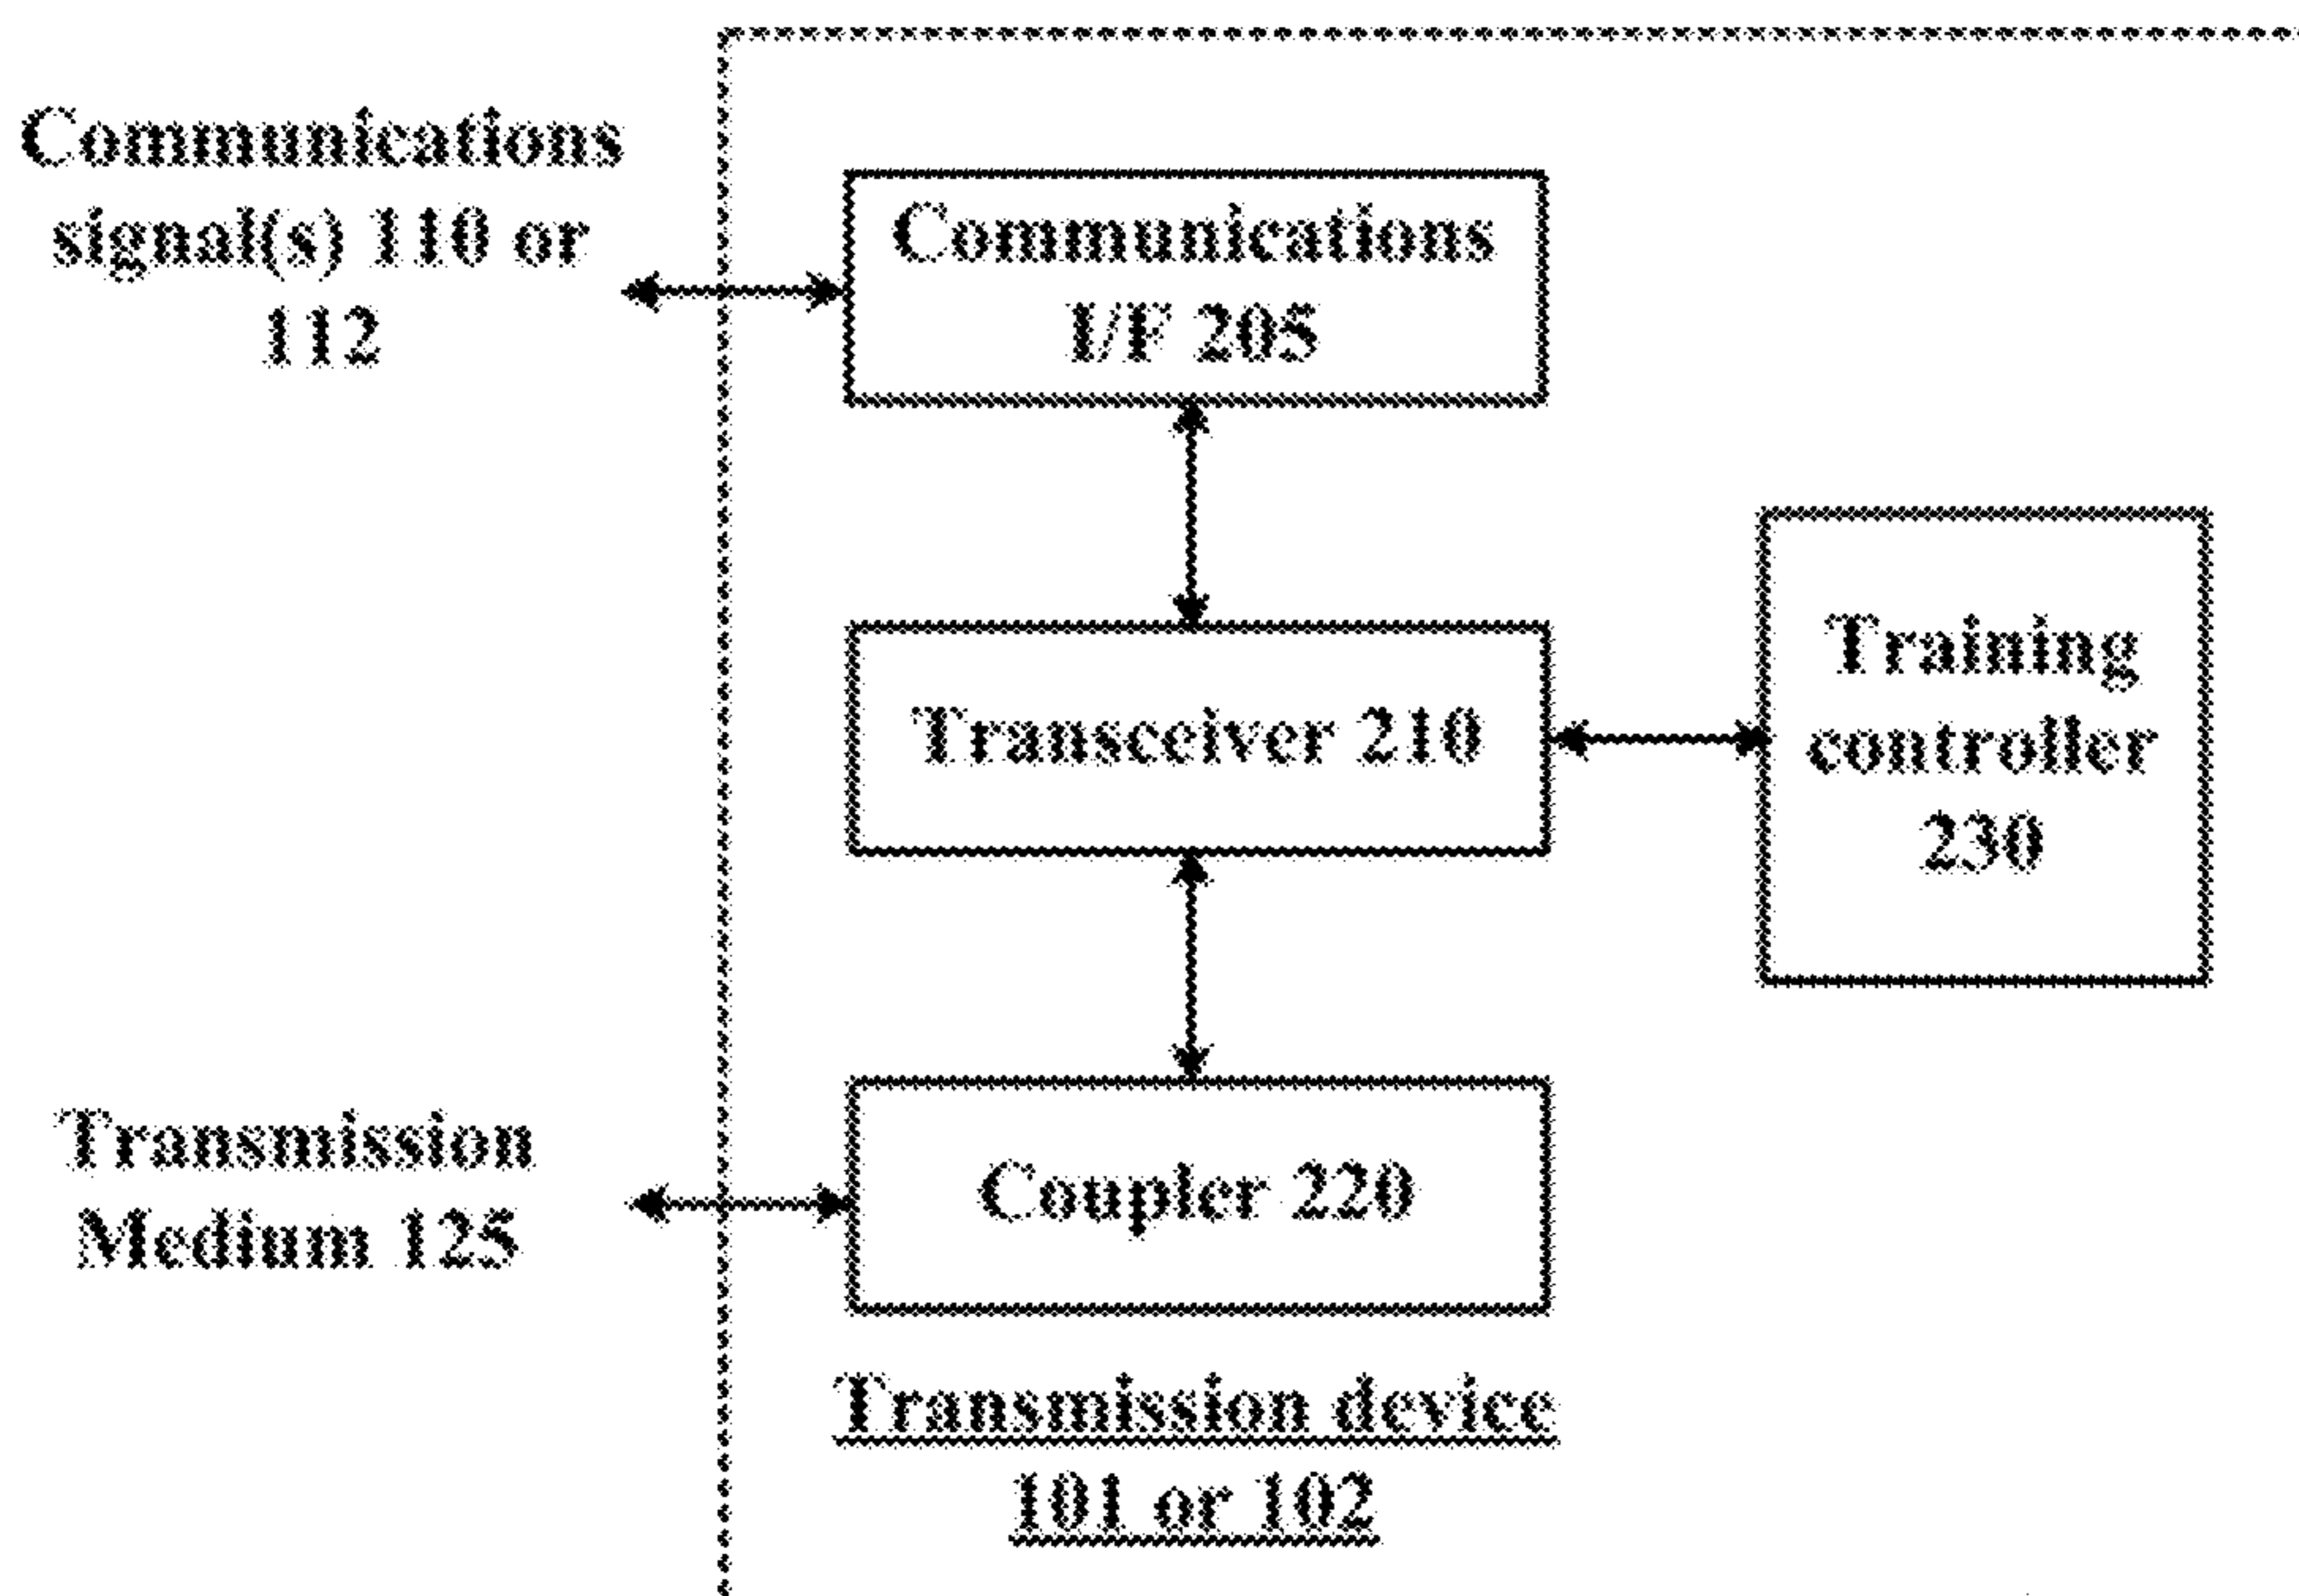 Communications
signal(s) 110 or
112
Communications
I/F 205
Transceiver 210
Training
controller
230
Transmission
Medium 125
Coupler 220
Transmission device
101 or 102